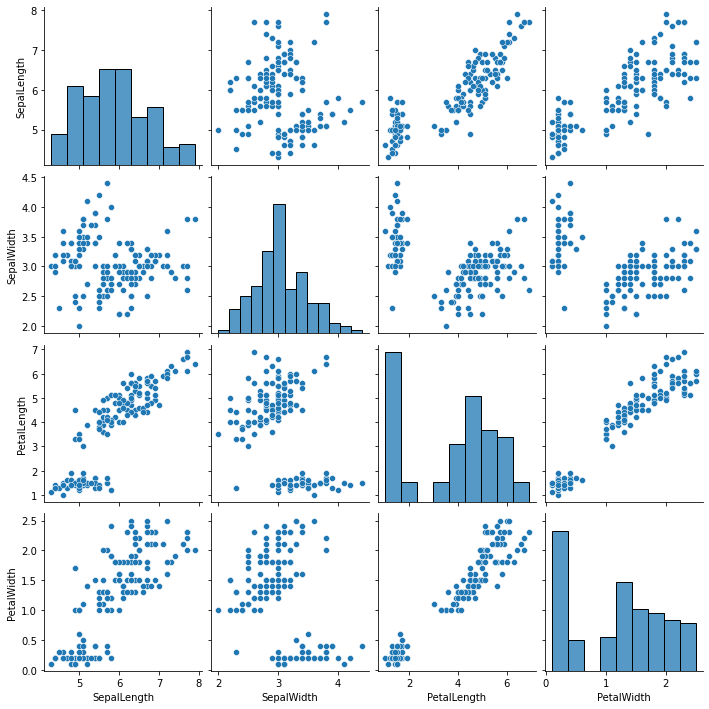 8
7
6
5
SepalLength
4.5
4.0
3.5
3.0
2.5
2.0
SepalWidth
7
6
5
4
3
2
1
PetalLength
2.5
2.0
1.5
1.0
0.5
0.0
PetalWidth
5 6 7 8
2 3 4
2 4 6
0 1 2
SepalLength SepalWidth PetalLength PetalWidth